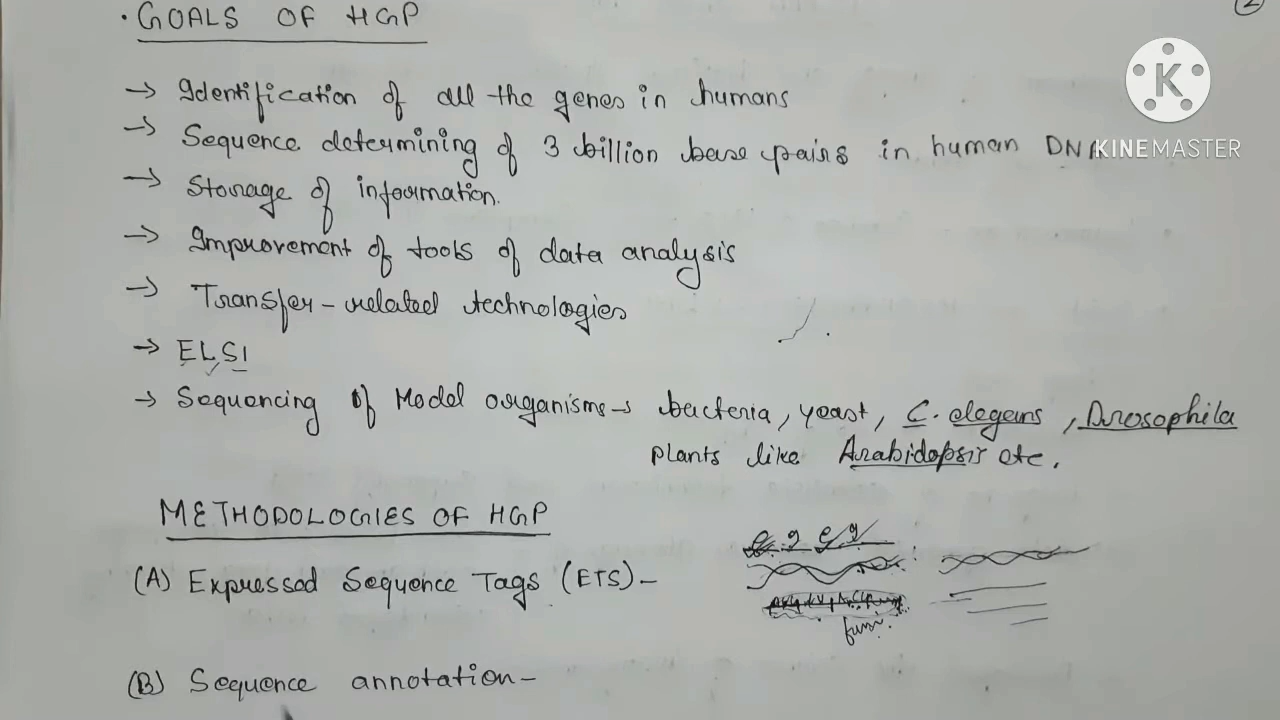 ②
· GOALS OF HGP
→ Identification of all the genes in humans
→ Sequence determining of 3 billion base pairs in human DNA
KINEMASTER
→ Storage of information.
→ Improvement of tools of data analysis
→ Transfer-related technologies
→ ELSI
→ Sequencing of Model organisms → bacteria, yeast, C. elegans, Drosophila
plants like Arabidopsis etc.
METHODOLOGIES OF HGP
(A) Expressed Sequence Tags (ETS) –
(B) Sequence annotation –